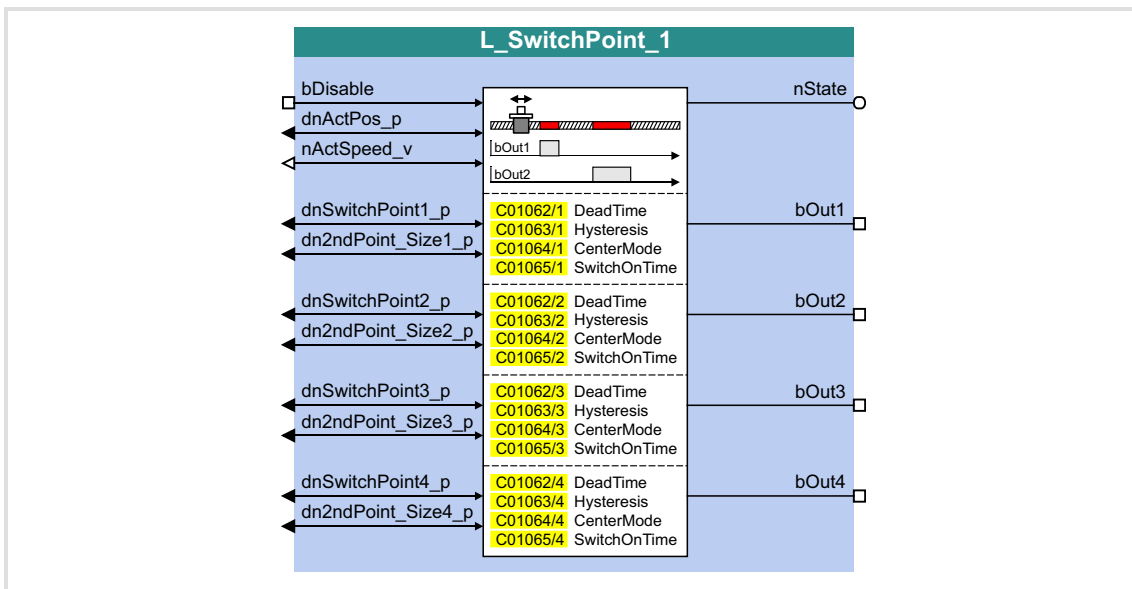 L_SwitchPoint_1
bDisable
nState
dnActPos_p
nActSpeed_v
bOut1
bOut2
dnSwitchPoint1_p
C01062/1 DeadTime
bOut1
dn2ndPoint_Size1_p
C01063/1 Hysteresis
C01064/1 CenterMode
C01065/1 SwitchOnTime
dnSwitchPoint2_p
C01062/2 DeadTime
bOut2
dn2ndPoint_Size2_p
C01063/2 Hysteresis
C01064/2 CenterMode
C01065/2 SwitchOnTime
dnSwitchPoint3_p
C01062/3 DeadTime
bOut3
dn2ndPoint_Size3_p
C01063/3 Hysteresis
C01064/3 CenterMode
C01065/3 SwitchOnTime
dnSwitchPoint4_p
C01062/4 DeadTime
bOut4
dn2ndPoint_Size4_p
C01063/4 Hysteresis
C01064/4 CenterMode
C01065/4 SwitchOnTime